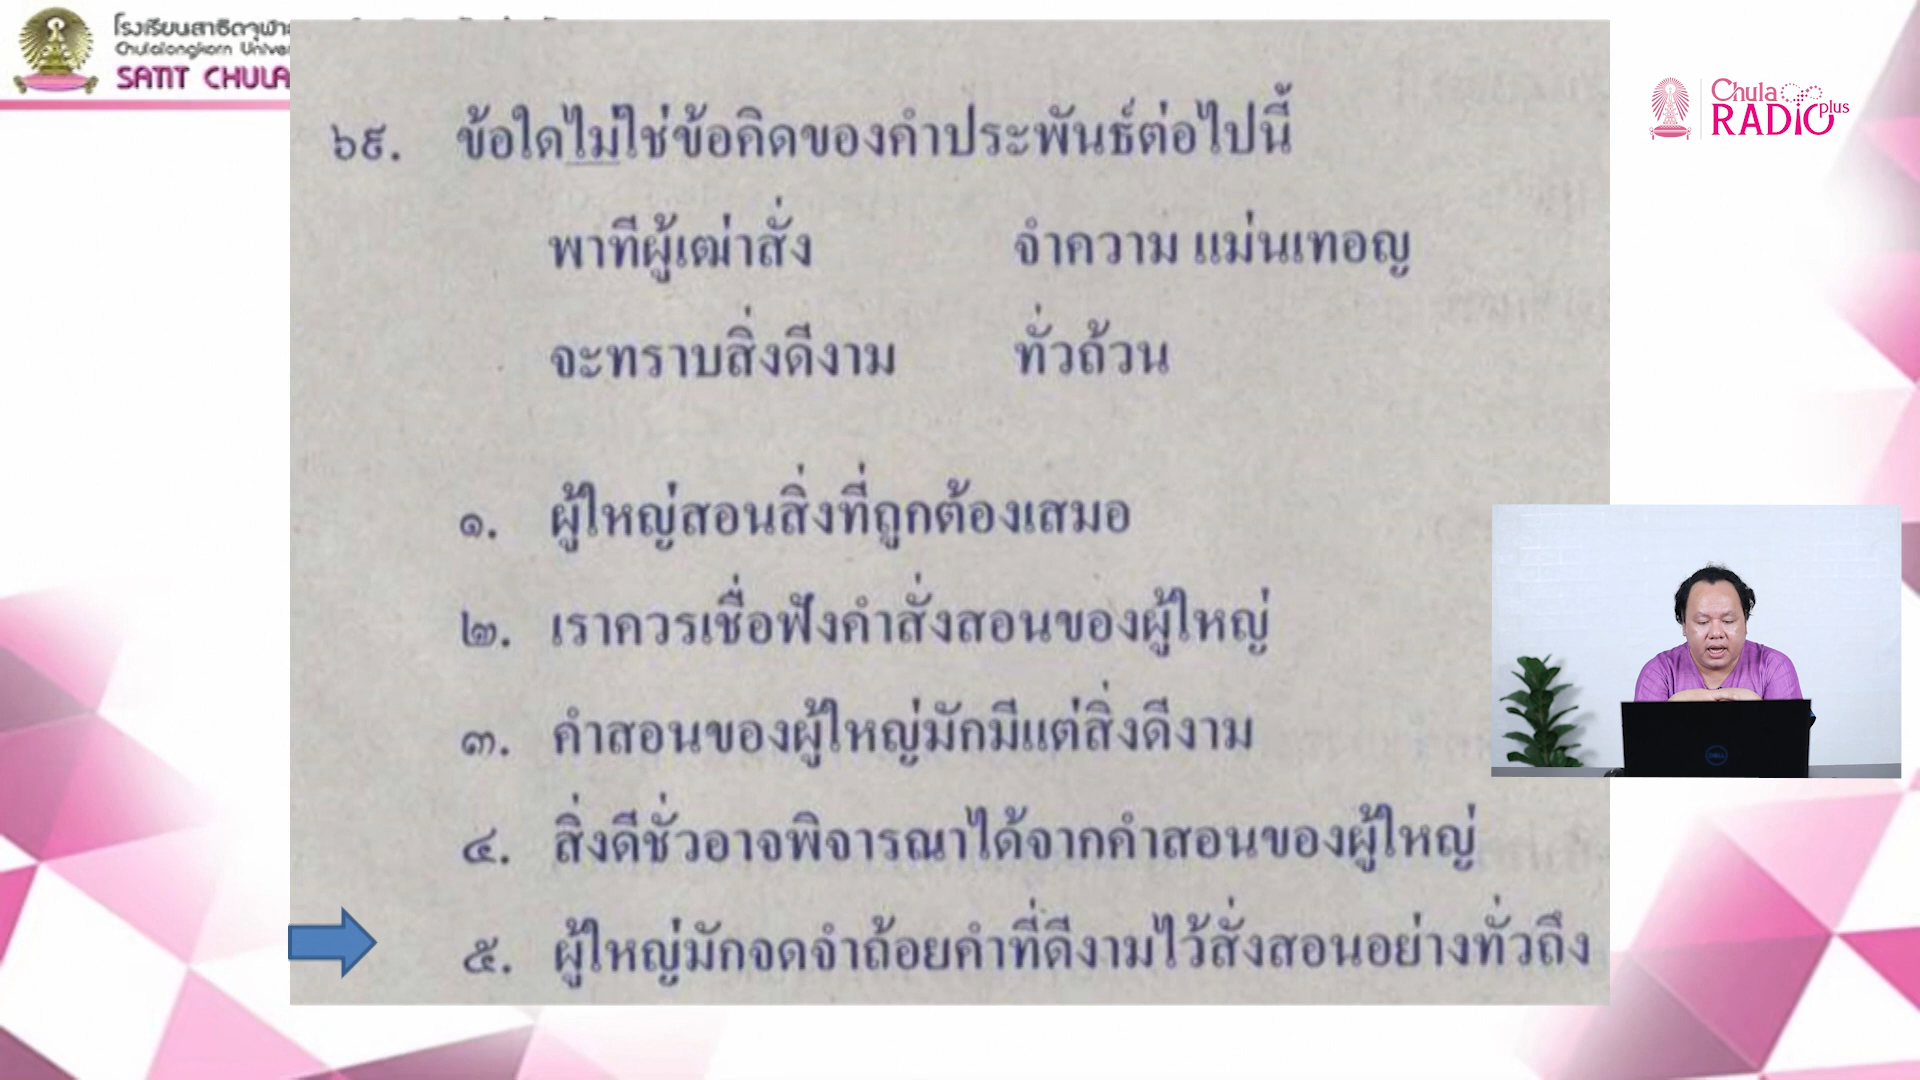 โรงเรียนสาธิตจุฬา
Chulalongkorn Univer
SATIT CHULA
Chula
RADIO plus
๖๙. ข้อใดไม่ใช่ข้อคิดของคำประพันธ์ต่อไปนี้
พาทีผู้เฒ่าสั่ง จำความ แม่นเทอญ
จะทราบสิ่งดีงาม ทั่วถ้วน
๑. ผู้ใหญ่สอนสิ่งที่ถูกต้องเสมอ
๒. เราควรเชื่อฟังคำสั่งสอนของผู้ใหญ่
๓. คำสอนของผู้ใหญ่มักมีแต่สิ่งดีงาม
๔. สิ่งดีชั่วอาจพิจารณาได้จากคำสอนของผู้ใหญ่
๕. ผู้ใหญ่มักจดจำถ้อยคำที่ดีงามไว้สั่งสอนอย่างทั่วถึง
DELL